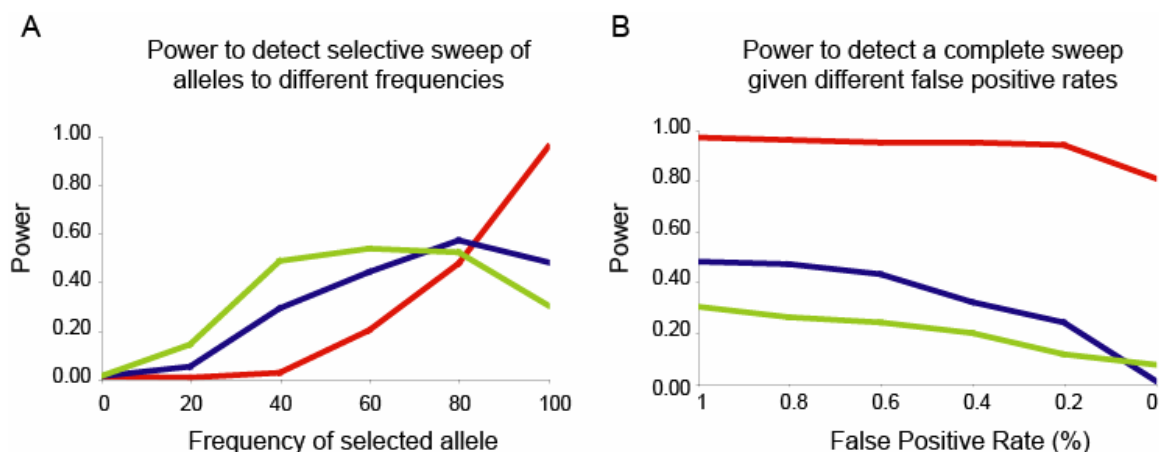 A
Power to detect selective sweep of
alleles to different frequencies
1.00
0.80
0.60
0.40
0.20
0.00
Power
0 20 40 60 80 100
Frequency of selected allele
B
Power to detect a complete sweep
given different false positive rates
1.00
0.80
0.60
0.40
0.20
0.00
Power
1 0.8 0.6 0.4 0.2 0
False Positive Rate (%)